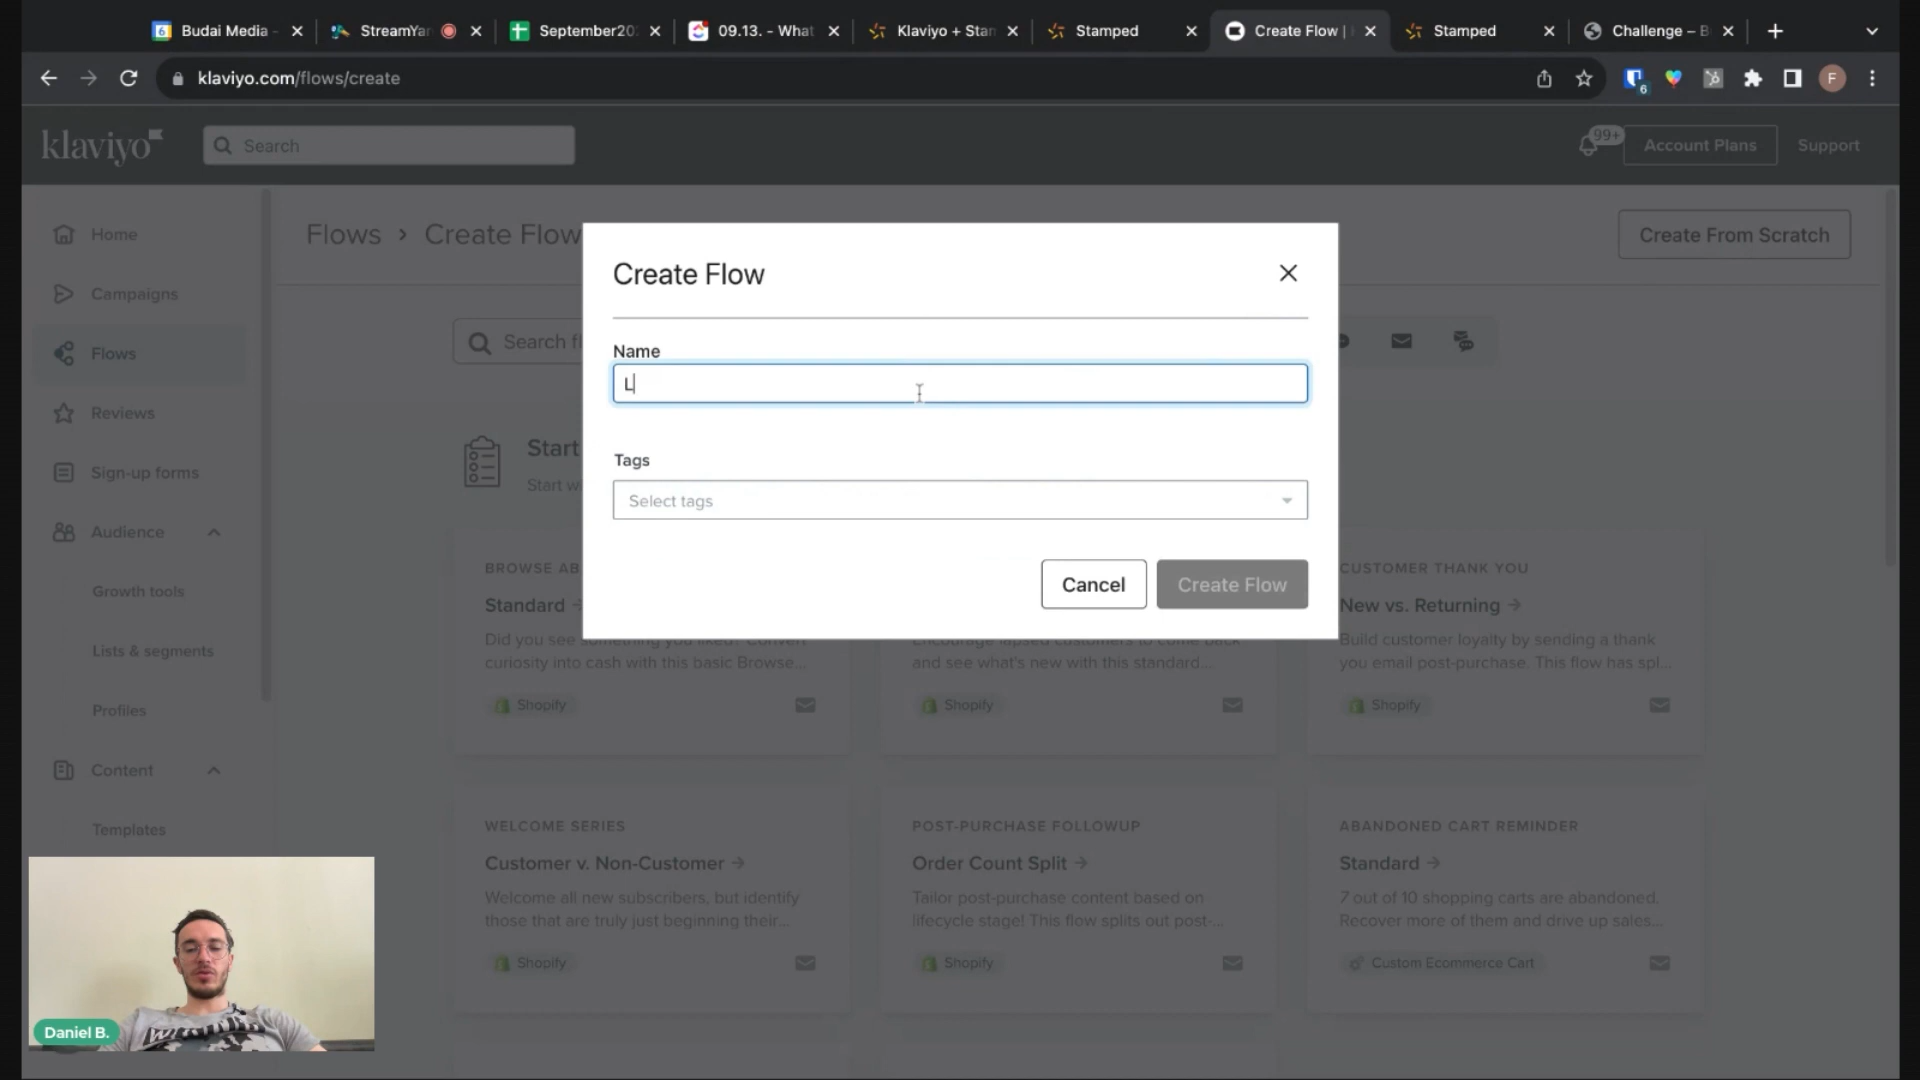 Budai Media -
StreamYar
September20
09.13. - What
Klaviyo + Stan
Stamped
Create Flow |
Stamped
Challenge – B
klaviyo.com/flows/create
6
F
klaviyo
Search
99+
Account Plans
Support
Home
Campaigns
Flows
Reviews
Sign-up forms
Audience
Growth tools
Lists & segments
Profiles
Content
Templates
Flows › Create Flow
Create From Scratch
Search fl
Start
Start w
Create Flow
Name
L
Tags
Select tags
Cancel
Create Flow
BROWSE AB
Standard →
Did you see something you liked? Convert
curiosity into cash with this basic Browse...
Shopify
Encourage lapsed customers to come back
and see what's new with this standard...
Shopify
CUSTOMER THANK YOU
New vs. Returning →
Build customer loyalty by sending a thank
you email post-purchase. This flow has spl...
Shopify
WELCOME SERIES
Customer v. Non-Customer →
Welcome all new subscribers, but identify
those that are truly just beginning their...
Shopify
POST-PURCHASE FOLLOWUP
Order Count Split →
Tailor post-purchase content based on
lifecycle stage! This flow splits out post-...
Shopify
ABANDONED CART REMINDER
Standard →
7 out of 10 shopping carts are abandoned.
Recover more of them and drive up sales...
Custom Ecommerce Cart
Daniel B.